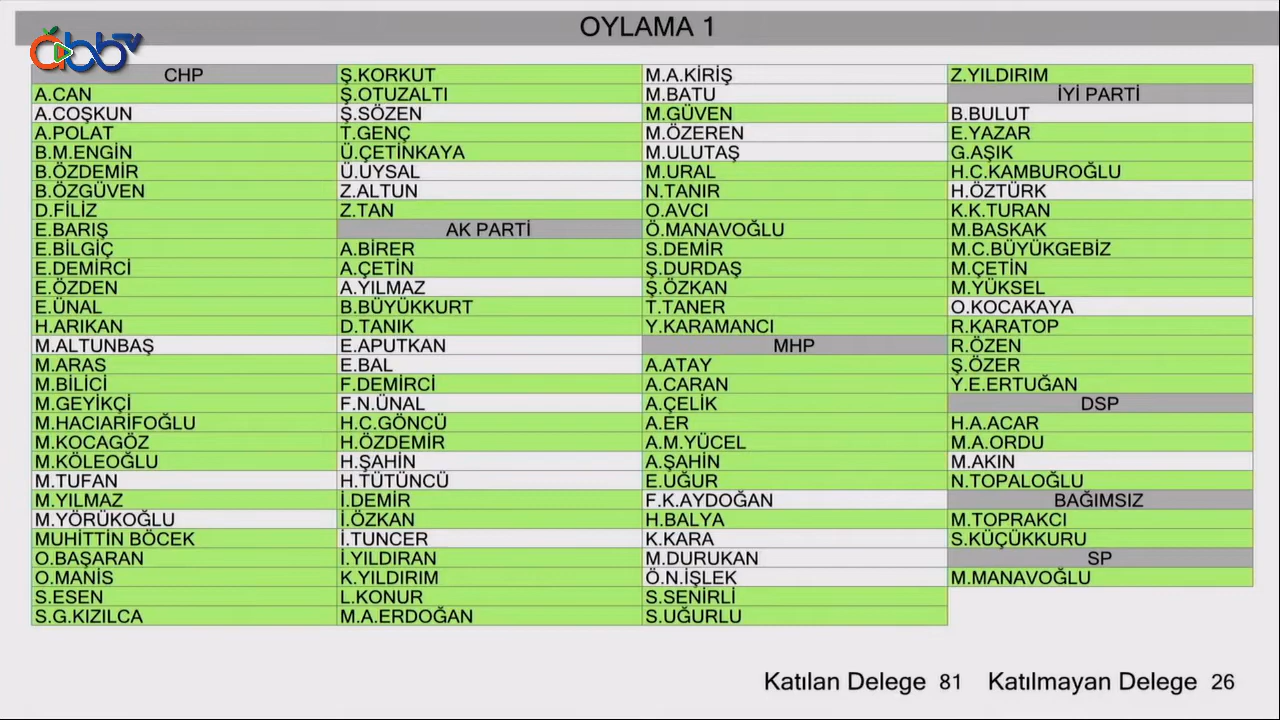 OYLAMA 1
abb TV
CHP
A.CAN
A.COŞKUN
A.POLAT
B.M.ENGİN
B.ÖZDEMİR
B.ÖZGÜVEN
D.FİLİZ
E.BARIŞ
E.BİLGİÇ
E.DEMİRCİ
E.ÖZDEN
E.ÜNAL
H.ARIKAN
M.ALTUNBAŞ
M.ARAS
M.BİLİCİ
M.GEYİKÇİ
M.HACIARİFOĞLU
M.KOCAGÖZ
M.KÖLEOĞLU
M.TUFAN
M.YILMAZ
M.YÖRÜKOĞLU
MUHİTTİN BÖCEK
O.BAŞARAN
O.MANİS
S.ESEN
S.G.KIZILCA
Ş.KORKUT
Ş.OTUZALTI
Ş.SÖZEN
T.GENÇ
Ü.ÇETİNKAYA
Ü.UYSAL
Z.ALTUN
Z.TAN
AK PARTİ
A.BİRER
A.ÇETİN
A.YILMAZ
B.BÜYÜKKURT
D.TANIK
E.APUTKAN
E.BAL
F.DEMİRCİ
F.N.ÜNAL
H.C.GÖNCÜ
H.ÖZDEMİR
H.ŞAHİN
H.TÜTÜNCÜ
İ.DEMİR
İ.ÖZKAN
İ.TUNCER
İ.YILDIRAN
K.YILDIRIM
L.KONUR
M.A.ERDOĞAN
M.A.KİRİŞ
M.BATU
M.GÜVEN
M.ÖZEREN
M.ULUTAŞ
M.URAL
N.TANIR
O.AVCI
Ö.MANAVOĞLU
S.DEMİR
Ş.DURDAŞ
Ş.ÖZKAN
T.TANER
Y.KARAMANCI
MHP
A.ATAY
A.CARAN
A.ÇELİK
A.ER
A.M.YÜCEL
A.ŞAHİN
E.UĞUR
F.K.AYDOĞAN
H.BALYA
K.KARA
M.DURUKAN
Ö.N.İŞLEK
S.SENİRLİ
S.UĞURLU
Z.YILDIRIM
İYİ PARTİ
B.BULUT
E.YAZAR
G.AŞIK
H.C.KAMBUROĞLU
H.ÖZTÜRK
K.K.TURAN
M.BASKAK
M.C.BÜYÜKGEBİZ
M.ÇETİN
M.YÜKSEL
O.KOCAKAYA
R.KARATOP
R.ÖZEN
Ş.ÖZER
Y.E.ERTUĞAN
DSP
H.A.ACAR
M.A.ORDU
M.AKIN
N.TOPALOĞLU
BAĞIMSIZ
M.TOPRAKCI
S.KÜÇÜKKURU
SP
M.MANAVOĞLU
Katılan Delege 81 Katılmayan Delege 26